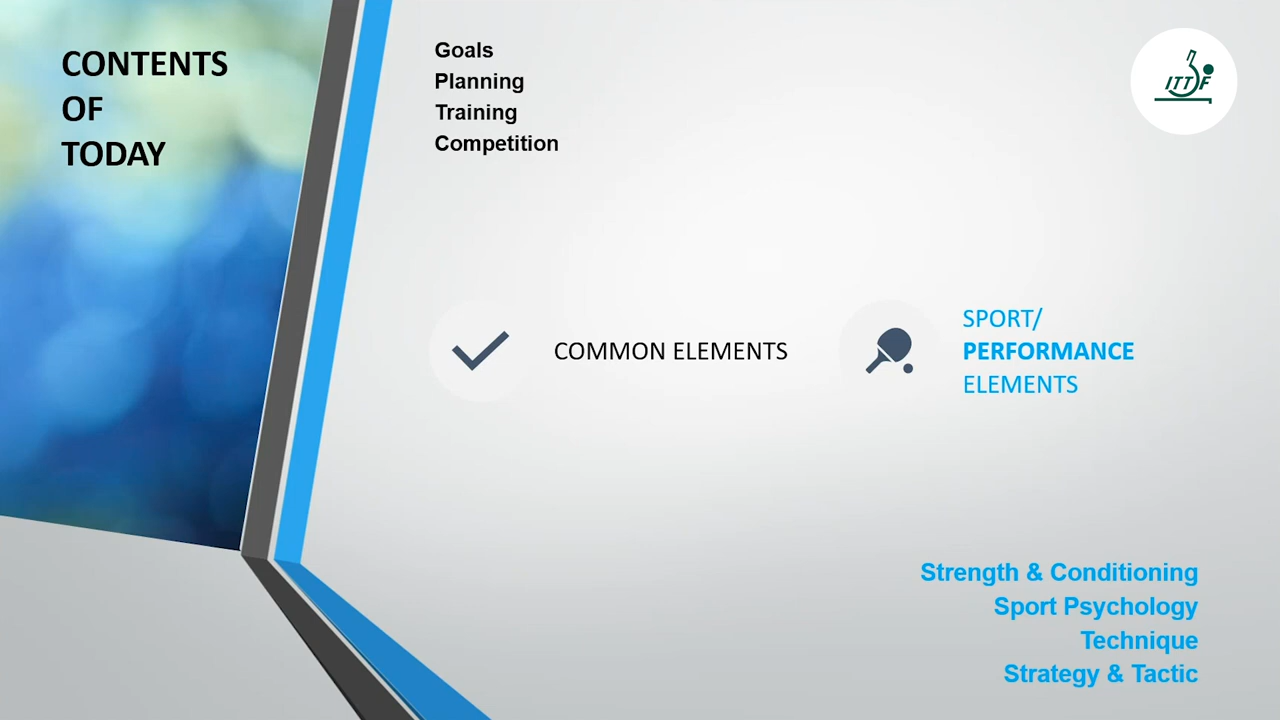 CONTENTS
OF
TODAY
Goals
Planning
Training
Competition
ITTF
COMMON ELEMENTS
SPORT/
PERFORMANCE
ELEMENTS
Strength & Conditioning
Sport Psychology
Technique
Strategy & Tactic